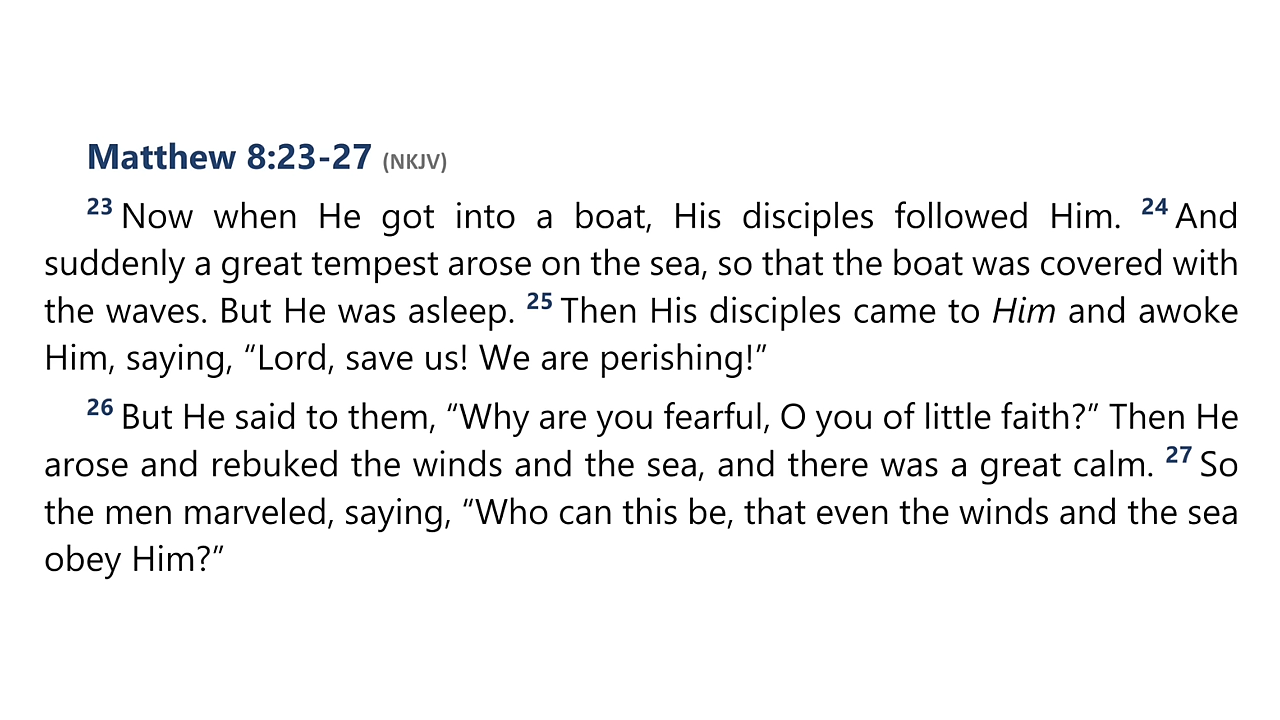 Matthew 8:23-27 (NKJV)
23 Now when He got into a boat, His disciples followed Him. 24 And
suddenly a great tempest arose on the sea, so that the boat was covered with
the waves. But He was asleep. 25 Then His disciples came to Him and awoke
Him, saying, “Lord, save us! We are perishing!”
26 But He said to them, “Why are you fearful, O you of little faith?” Then He
arose and rebuked the winds and the sea, and there was a great calm. 27 So
the men marveled, saying, “Who can this be, that even the winds and the sea
obey Him?”